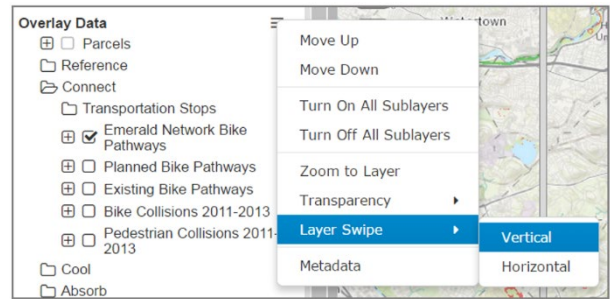 Overlay Data
Parcels
Reference
Connect
Transportation Stops
Emerald Network Bike
Pathways
Planned Bike Pathways
Existing Bike Pathways
Bike Collisions 2011-2013
Pedestrian Collisions 2011-
2013
Cool
Absorb
Move Up
Move Down
Turn On All Sublayers
Turn Off All Sublayers
Zoom to Layer
Transparency
Layer Swipe
Metadata
Vertical
Horizontal